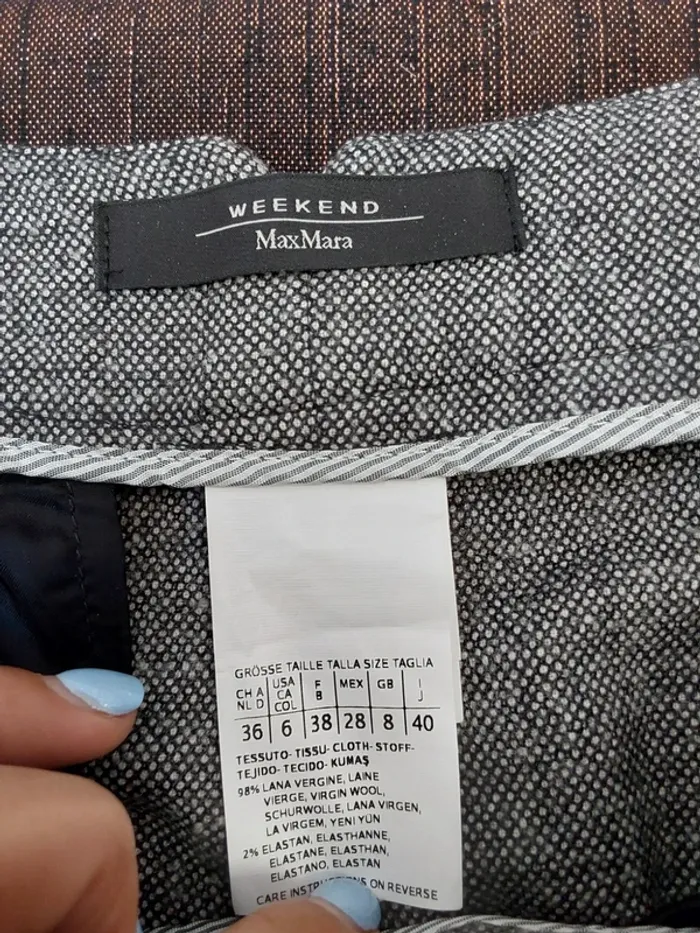 WEEKEND
MaxMara
GRÖSSE TAILLE TALLA SIZE TAGLIA
CH A USA F MEX GB I
NL D CA B J
COL
36 6 38 28 8 40
TESSUTO- TISSU- CLOTH- STOFF-
TEJIDO- TECIDO- KUMAŞ
98% LANA VERGINE, LAINE
VIERGE, VIRGIN WOOL,
SCHURWOLLE, LANA VIRGEN,
LA VIRGEM, YENI YÜN
2% ELASTAN, ELASTHANNE,
ELASTANE, ELASTHAN,
ELASTANO, ELASTAN
CARE INSTRUCTIONS ON REVERSE